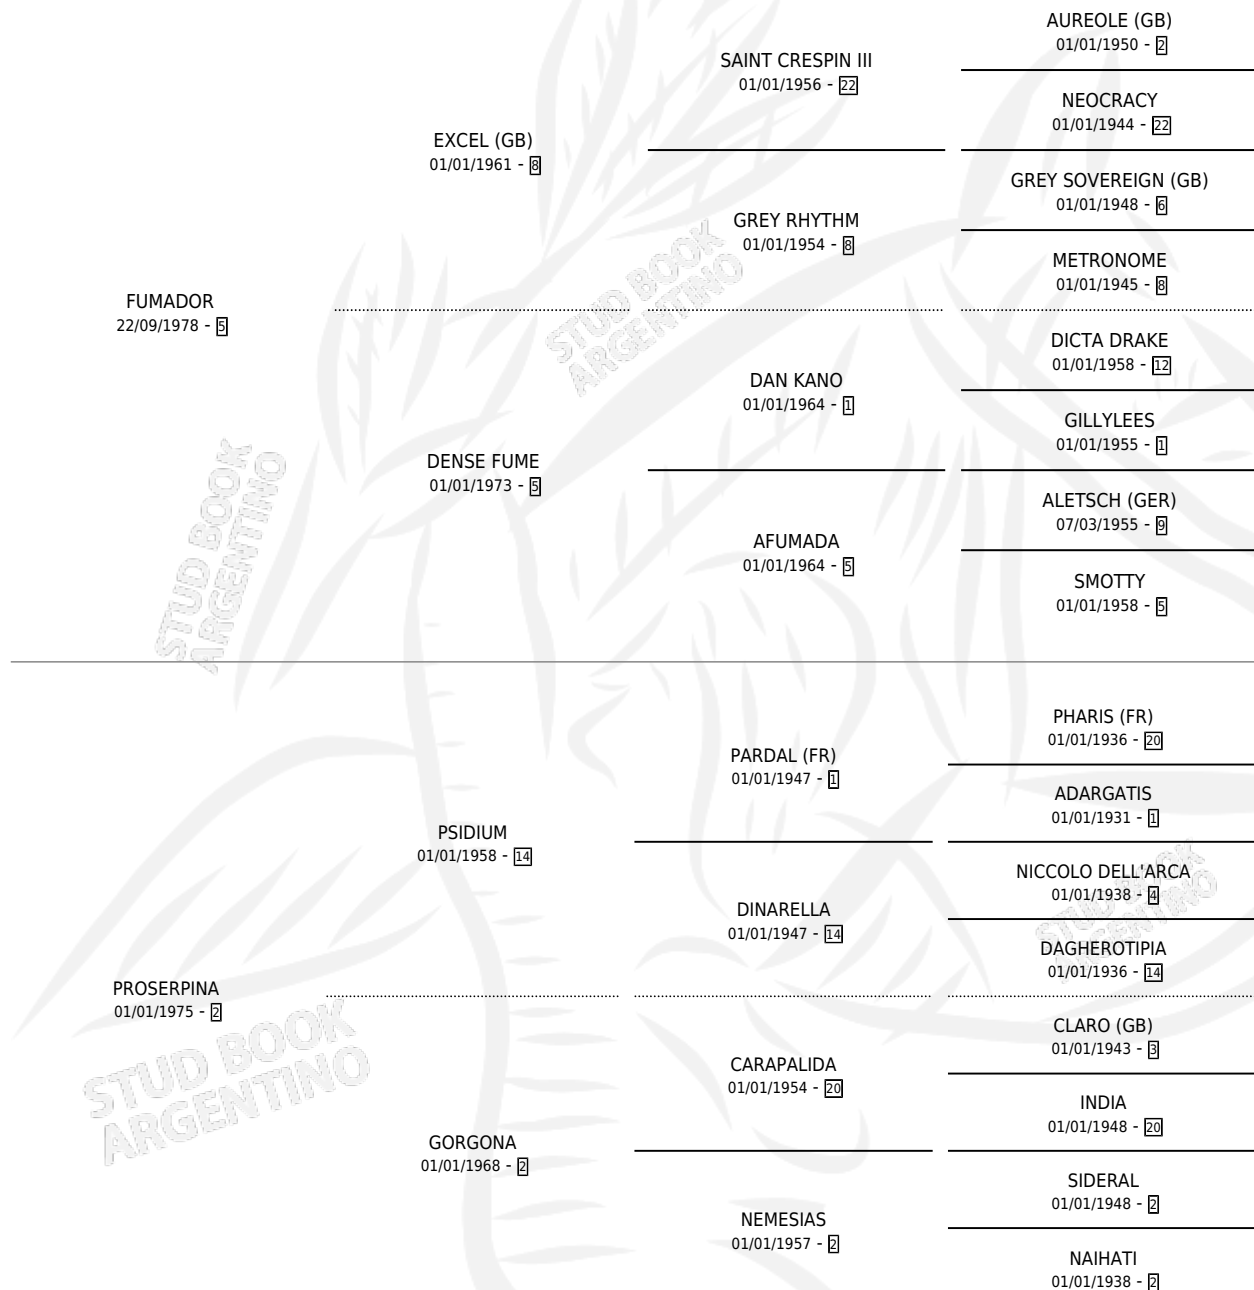 AUREOLE (GB)
01/01/1950 - 2
SAINT CRESPIN III
01/01/1956 - 22
NEOCRACY
01/01/1944 - 22
EXCEL (GB)
01/01/1961 - 8
GREY SOVEREIGN (GB)
01/01/1948 - 6
GREY RHYTHM
01/01/1954 - 8
METRONOME
01/01/1945 - 8
FUMADOR
22/09/1978 - 5
DICTA DRAKE
01/01/1958 - 12
DAN KANO
01/01/1964 - 1
GILLYLEES
01/01/1955 - 1
DENSE FUME
01/01/1973 - 5
ALETSCH (GER)
07/03/1955 - 9
AFUMADA
01/01/1964 - 5
SMOTTY
01/01/1958 - 5
STUD BOOK
ARGENTINO
STUD BOOK
ARGENTINO
PHARIS (FR)
01/01/1936 - 20
PARDAL (FR)
01/01/1947 - 1
ADARGATIS
01/01/1931 - 1
PSIDIUM
01/01/1958 - 14
NICCOLO DELL'ARCA
01/01/1938 - 4
DINARELLA
01/01/1947 - 14
DAGHEROTIPIA
01/01/1936 - 14
PROSERPINA
01/01/1975 - 2
CLARO (GB)
01/01/1943 - 3
CARAPALIDA
01/01/1954 - 20
INDIA
01/01/1948 - 20
GORGONA
01/01/1968 - 2
SIDERAL
01/01/1948 - 2
NEMESIAS
01/01/1957 - 2
NAIHATI
01/01/1938 - 2
STUD BOOK
ARGENTINO
STUD BOOK
ARGENTINO